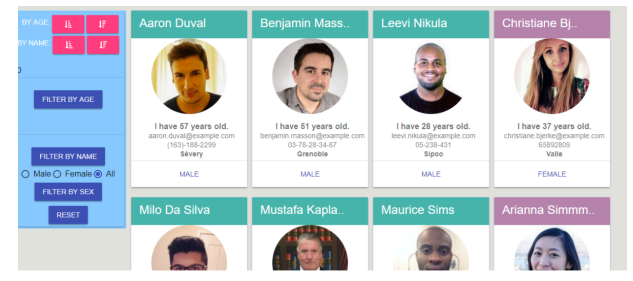 BY AGE:
BY NAME:
FILTER BY AGE
FILTER BY NAME
Male Female All
FILTER BY SEX
RESET
Aaron Duval
I have 57 years old.
aaron.duval@example.com
(163)-188-2299
Sévery
MALE
Benjamin Mass..
I have 51 years old.
benjamin.masson@example.com
03-78-28-34-87
Grenoble
MALE
Leevi Nikula
I have 28 years old.
leevi.nikula@example.com
05-238-431
Sipoo
MALE
Christiane Bj..
I have 37 years old.
christiane.bjerke@example.com
65692809
Valle
FEMALE
Milo Da Silva
Mustafa Kapla..
Maurice Sims
Arianna Simmm..